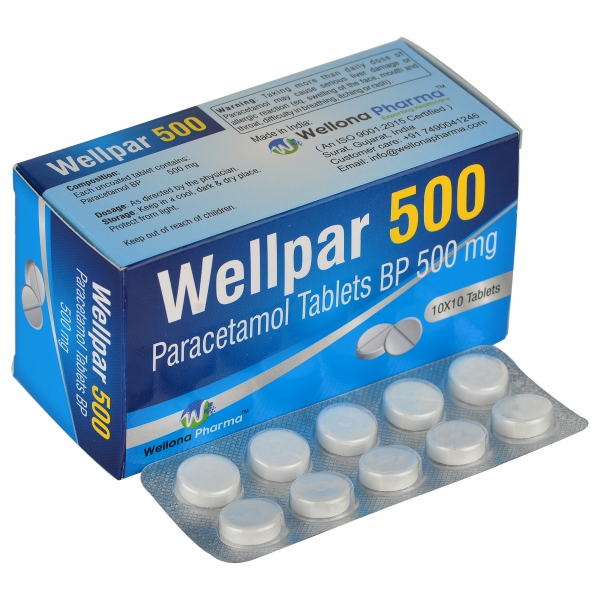 Wellpar 500
Composition:
Each uncoated tablet contains:
Paracetamol BP 500 mg
Dosage: As directed by the physician.
Storage: Keep in a cool, dark & dry place.
Protect from light.
Keep out of reach of children.
Warning: Taking more than daily dose of
Paracetamol may cause serious liver damage or
allergic reaction (eg. swelling of the face, mouth and
throat, difficulty in breathing, itching or rash).
Made in India:
W Wellona Pharma™
Exporting Healthcare
( An ISO 9001:2015 Certified )
Surat, Gujarat, India
Customer care: +91 7490041246
Email: info@wellonapharma.com
Wellpar 500
Paracetamol Tablets BP 500 mg
10X10 Tablets
W
Wellona Pharma™
Wellpar 500
Paracetamol Tablets BP
500 mg